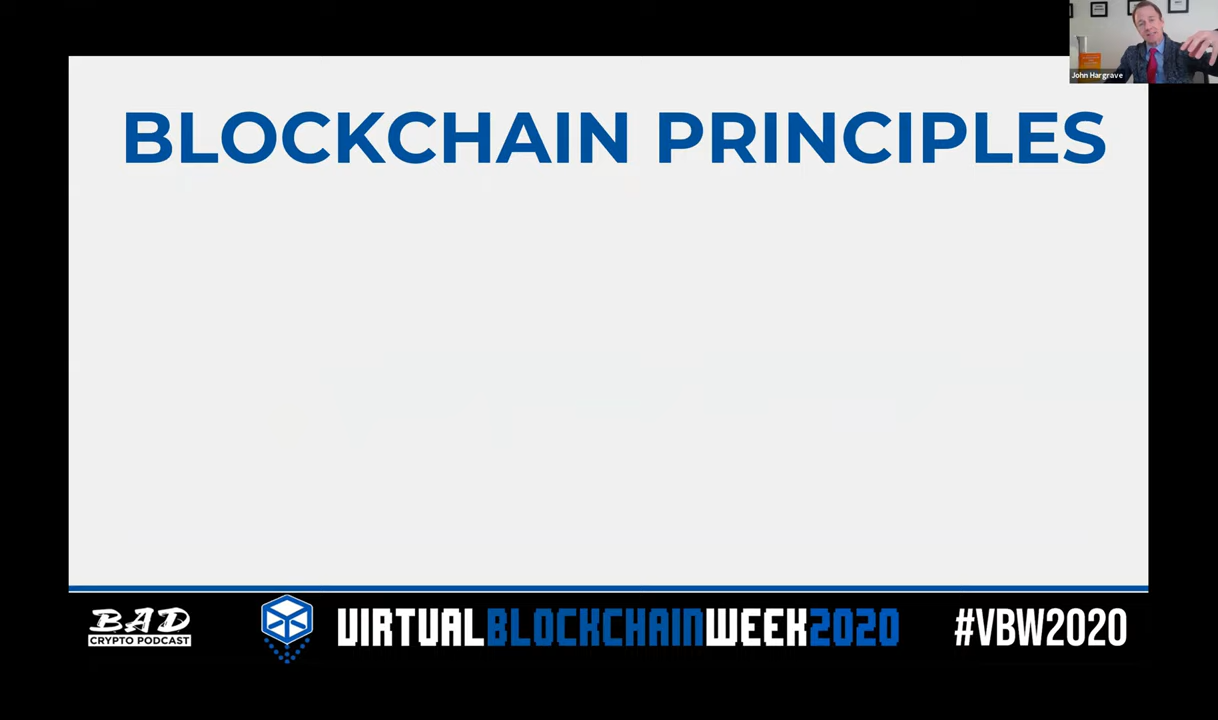 John Hargrave
BLOCKCHAIN PRINCIPLES
BAD
CRYPTO PODCAST
VIRTUALBLOCKCHAINWEEK2020
#VBW2020